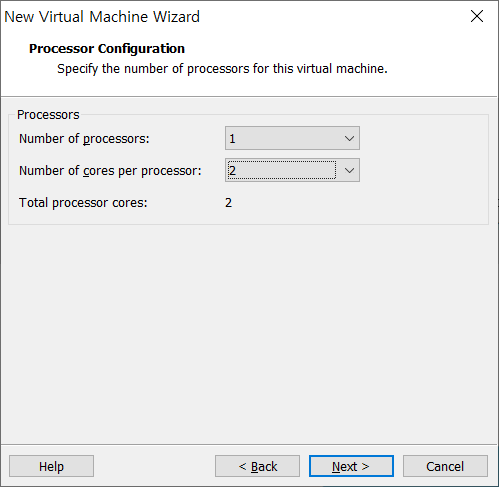 New Virtual Machine Wizard
Processor Configuration
Specify the number of processors for this virtual machine.
Processors
Number of processors: 1
Number of cores per processor: 2
Total processor cores: 2
Help < Back Next > Cancel